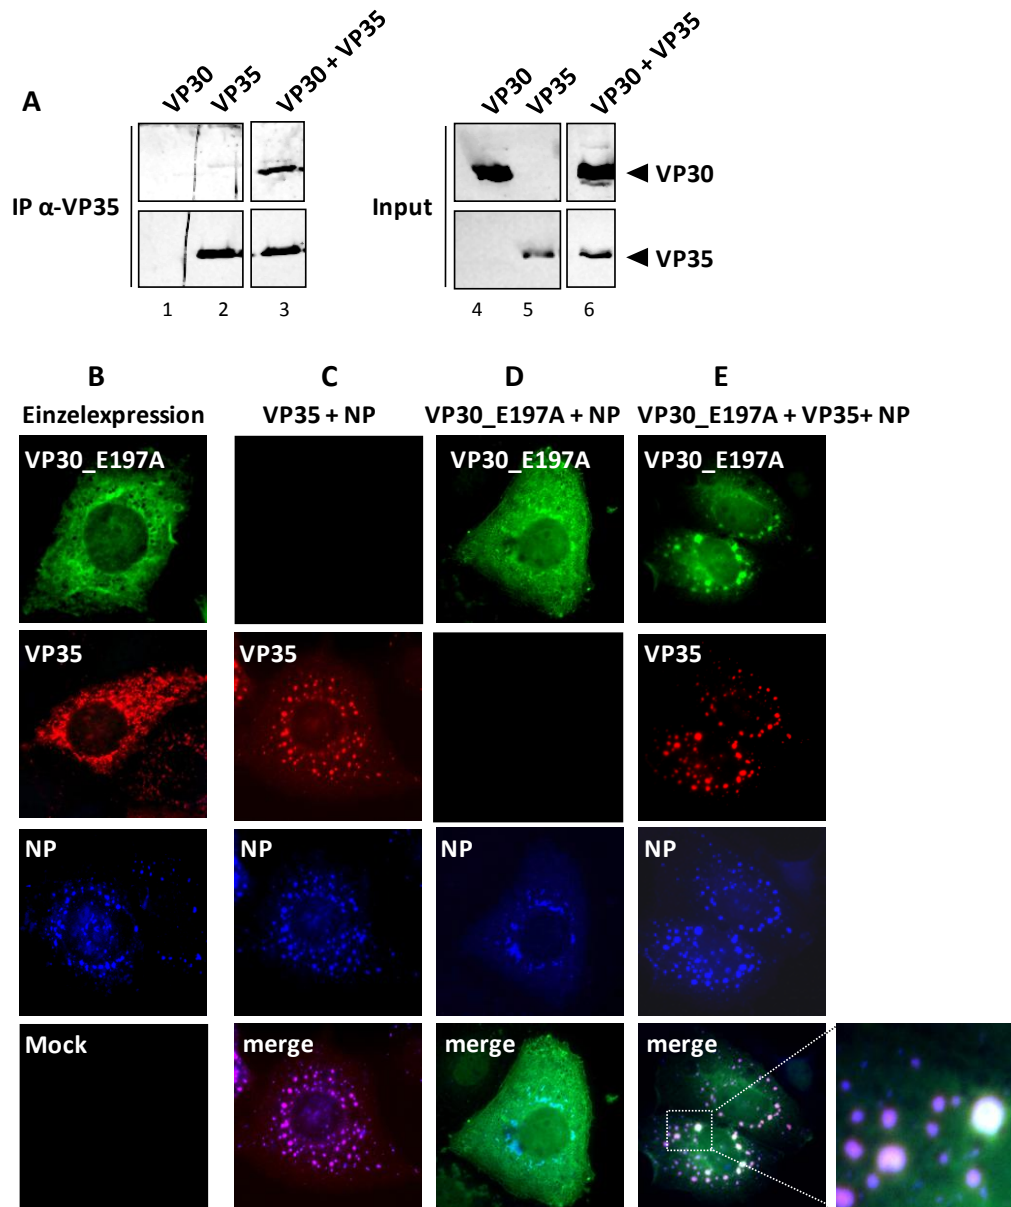 A
VP30
VP35
VP30 + VP35
VP30
VP35
VP30 + VP35
IP α-VP35
Input
VP30
VP35
1 2 3
4 5 6
B C D E
Einzelexpression
VP35 + NP
VP30_E197A + NP
VP30_E197A + VP35+ NP
VP30_E197A
VP30_E197A
VP30_E197A
VP35
VP35
VP35
NP
NP
NP
NP
Mock
merge
merge
merge